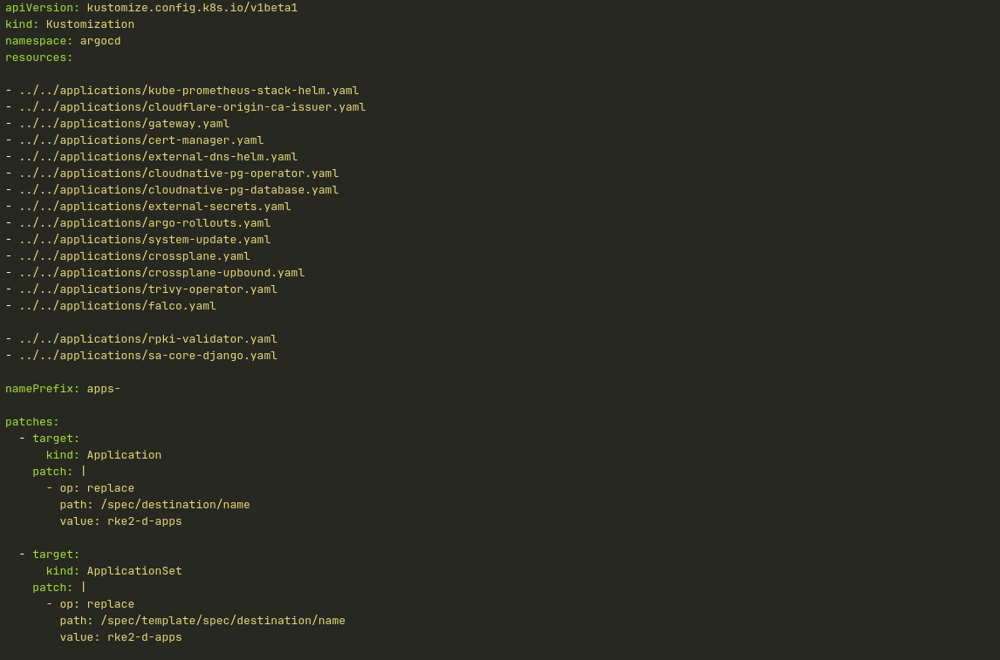 apiVersion: kustomize.config.k8s.io/v1beta1
kind: Kustomization
namespace: argocd
resources:

- ../../applications/kube-prometheus-stack-helm.yaml
- ../../applications/cloudflare-origin-ca-issuer.yaml
- ../../applications/gateway.yaml
- ../../applications/cert-manager.yaml
- ../../applications/external-dns-helm.yaml
- ../../applications/cloudnative-pg-operator.yaml
- ../../applications/cloudnative-pg-database.yaml
- ../../applications/external-secrets.yaml
- ../../applications/argo-rollouts.yaml
- ../../applications/system-update.yaml
- ../../applications/crossplane.yaml
- ../../applications/crossplane-upbound.yaml
- ../../applications/trivy-operator.yaml
- ../../applications/falco.yaml

- ../../applications/rpki-validator.yaml
- ../../applications/sa-core-django.yaml

namePrefix: apps-

patches:
  - target:
      kind: Application
    patch: |
      - op: replace
        path: /spec/destination/name
        value: rke2-d-apps

  - target:
      kind: ApplicationSet
    patch: |
      - op: replace
        path: /spec/template/spec/destination/name
        value: rke2-d-apps